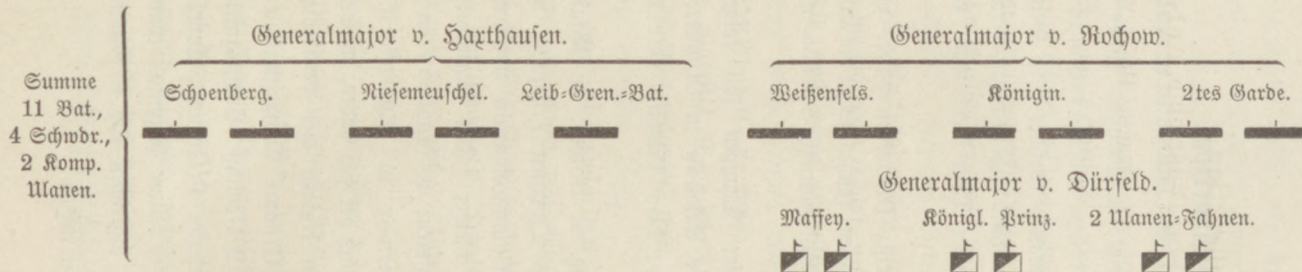 Summe
11 Bat.,
4 Schwdr.,
2 Komp.
Ulanen.
Generalmajor v. Haxthausen.
Schoenberg. Niesemeuschel. Leib-Gren.-Bat.
Generalmajor v. Rochow.
Weißenfels. Königin. 2tes Garde.
Generalmajor v. Dürfeld.
Maffey. Königl. Prinz. 2 Ulanen-Fahnen.